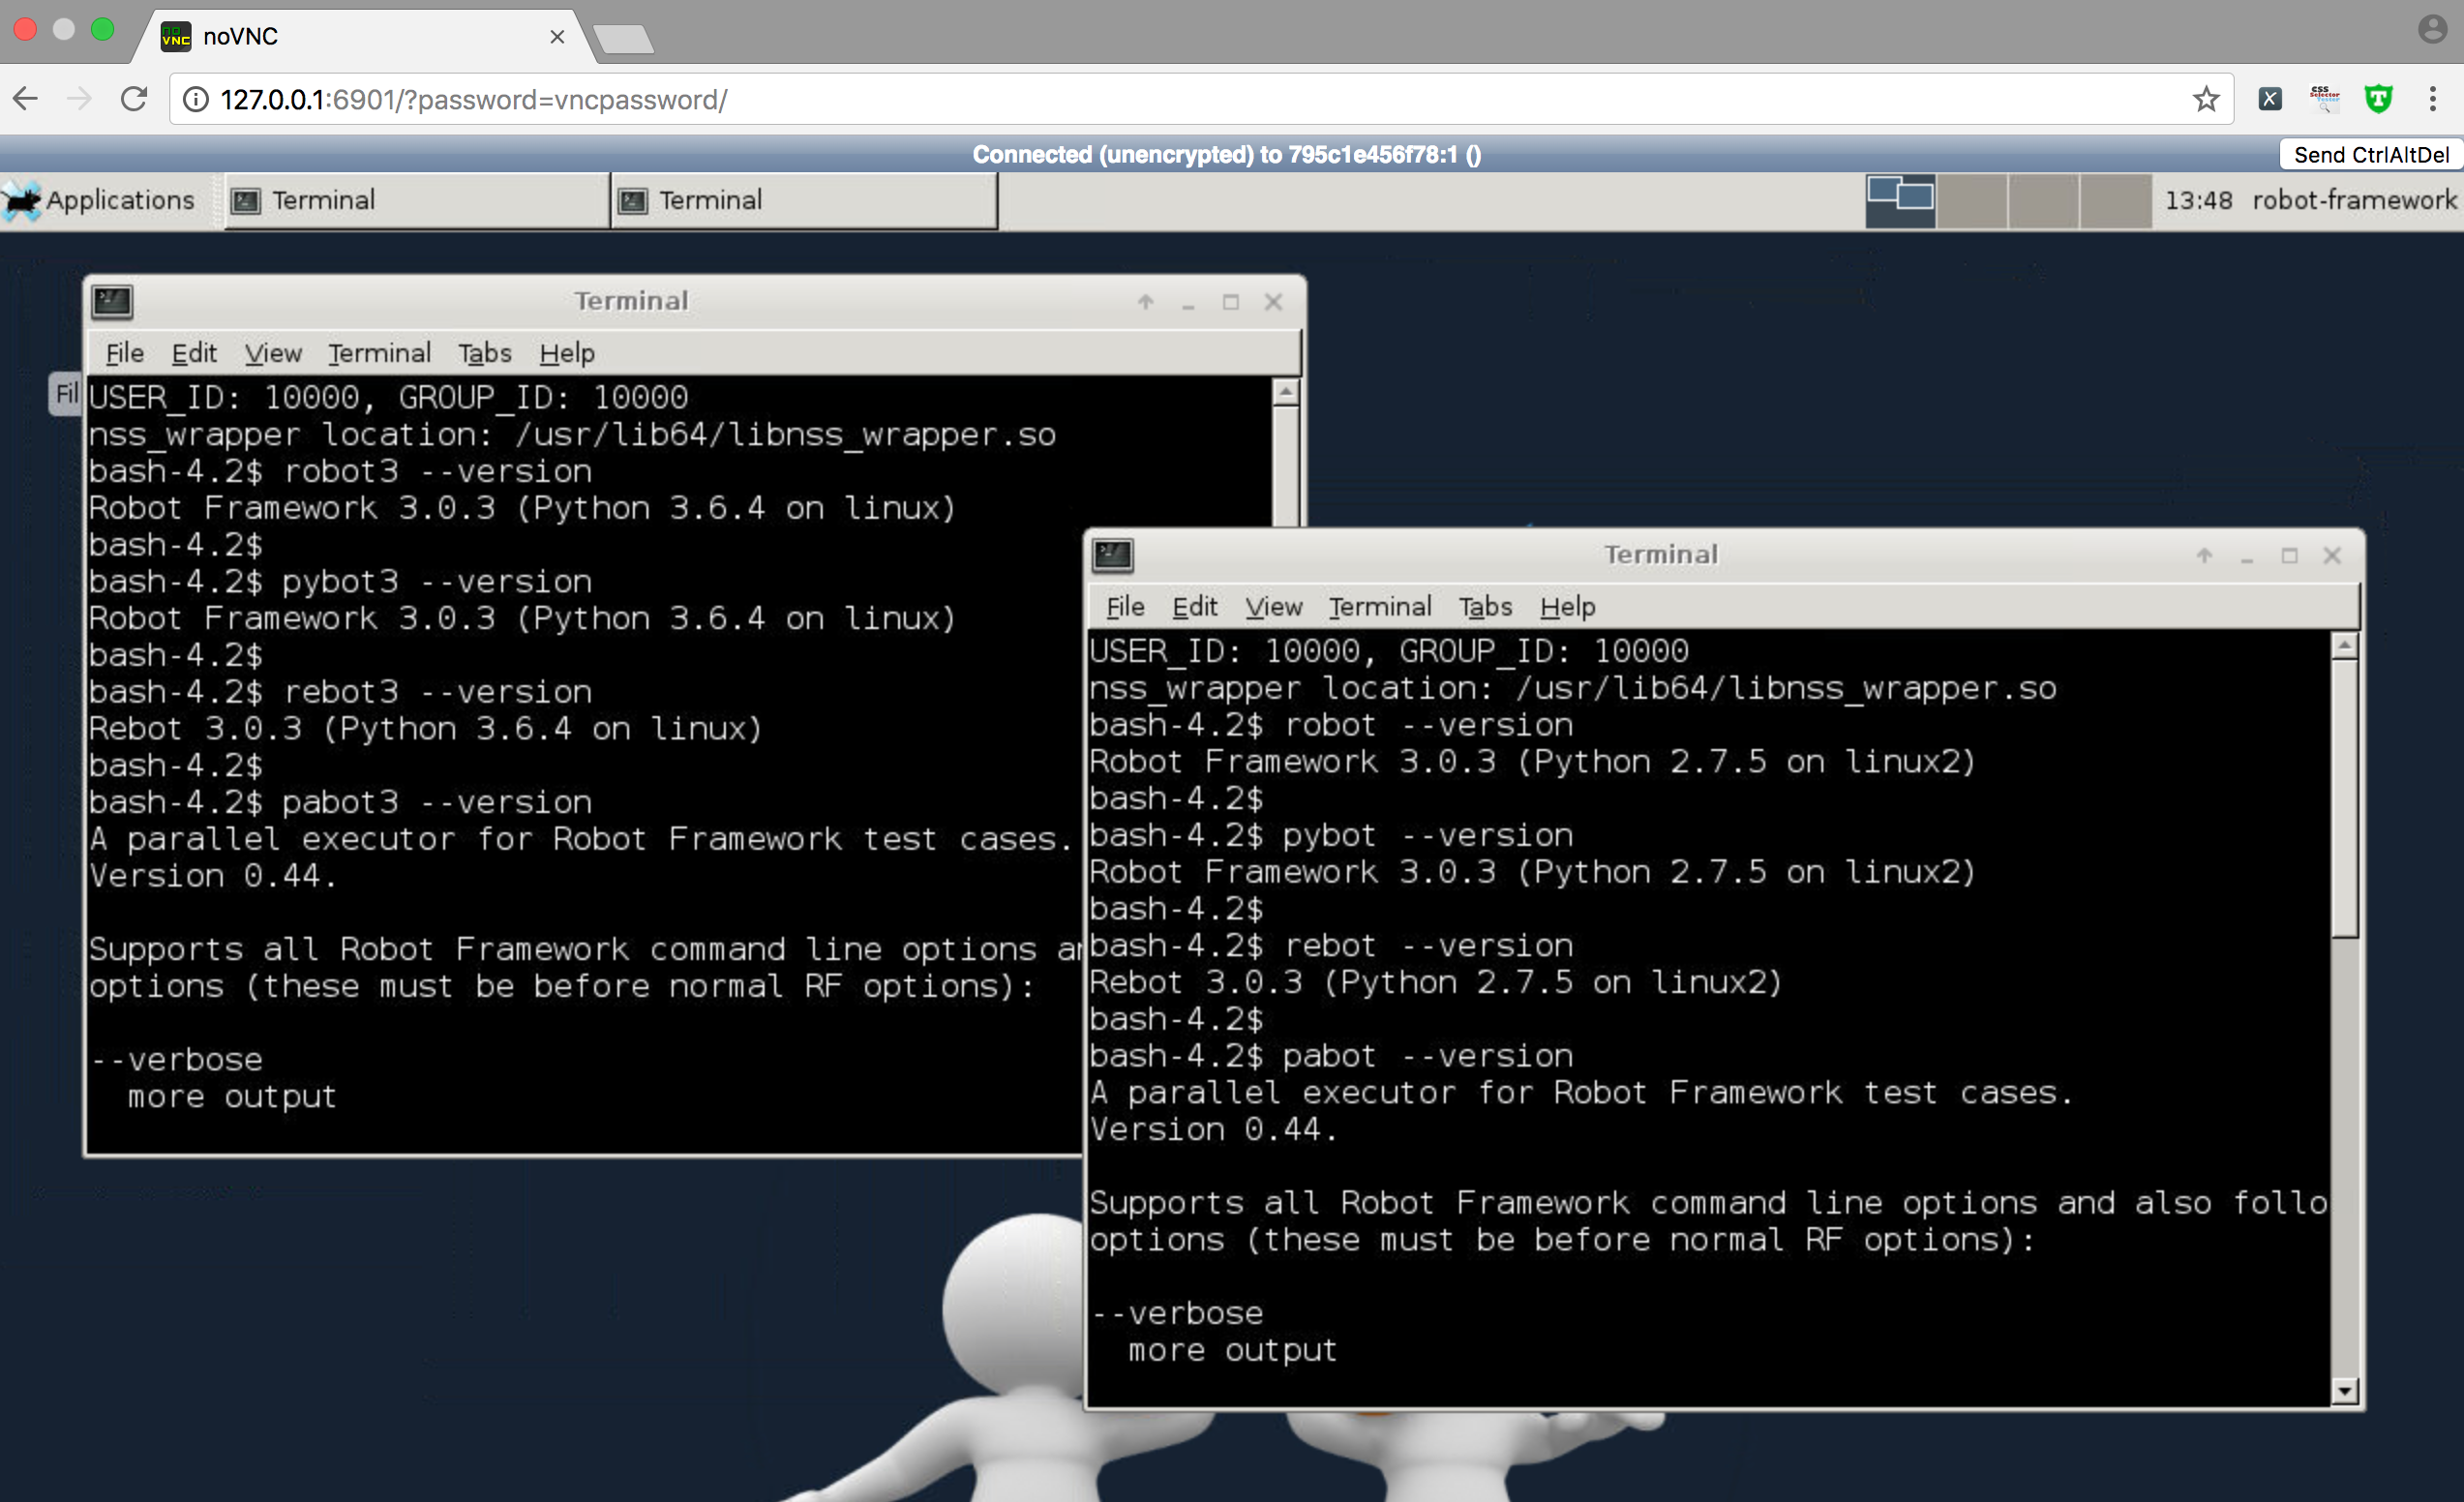 noVNC
127.0.0.1:6901/?password=vncpassword/
Connected (unencrypted) to 795c1e456f78:1 ()
Send CtrlAltDel
Applications
Terminal
Terminal
13:48
robot-framework
Fil
Terminal
File Edit View Terminal Tabs Help
USER_ID: 10000, GROUP_ID: 10000
nss_wrapper location: /usr/lib64/libnss_wrapper.so
bash-4.2$ robot3 --version
Robot Framework 3.0.3 (Python 3.6.4 on linux)
bash-4.2$
bash-4.2$ pybot3 --version
Robot Framework 3.0.3 (Python 3.6.4 on linux)
bash-4.2$
bash-4.2$ rebot3 --version
Rebot 3.0.3 (Python 3.6.4 on linux)
bash-4.2$
bash-4.2$ pabot3 --version
A parallel executor for Robot Framework test cases.
Version 0.44.
Supports all Robot Framework command line options
options (these must be before normal RF options):
--verbose
more output
Terminal
File Edit View Terminal Tabs Help
USER_ID: 10000, GROUP_ID: 10000
nss_wrapper location: /usr/lib64/libnss_wrapper.so
bash-4.2$ robot --version
Robot Framework 3.0.3 (Python 2.7.5 on linux2)
bash-4.2$
bash-4.2$ pybot --version
Robot Framework 3.0.3 (Python 2.7.5 on linux2)
bash-4.2$
bash-4.2$ rebot --version
Rebot 3.0.3 (Python 2.7.5 on linux2)
bash-4.2$
bash-4.2$ pabot --version
A parallel executor for Robot Framework test cases.
Version 0.44.
Supports all Robot Framework command line options and also follo
options (these must be before normal RF options):
--verbose
more output